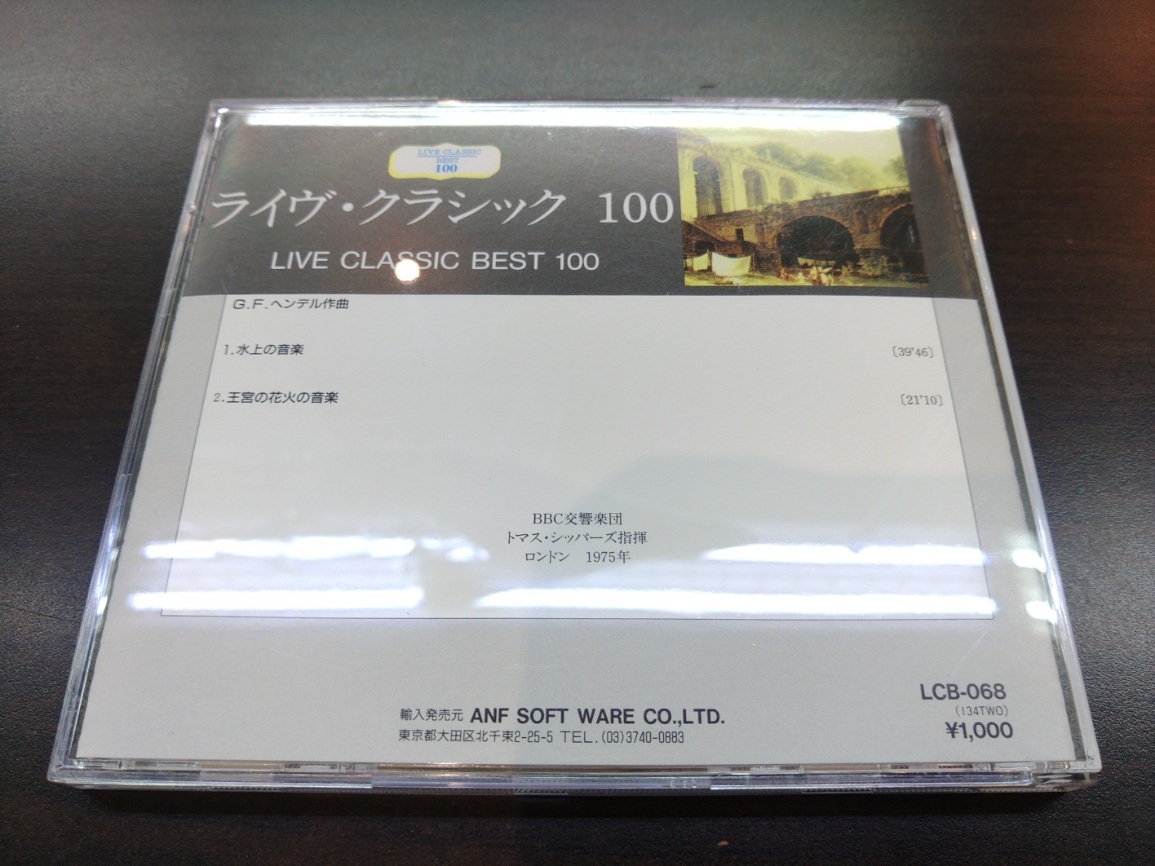 LIVE CLASSIC
BEST
100
ライヴ・クラシック 100
LIVE CLASSIC BEST 100
G.F.ヘンデル作曲
1.水上の音楽 〔39'46〕
2.王宮の花火の音楽 〔21'10〕
BBC交響楽団
トマス・シッパーズ指揮
ロンドン 1975年
LCB-068
(134TWO)
¥1,000
輸入発売元 ANF SOFT WARE CO.,LTD.
東京都大田区北千束2-25-5 TEL.(03)3740-0883